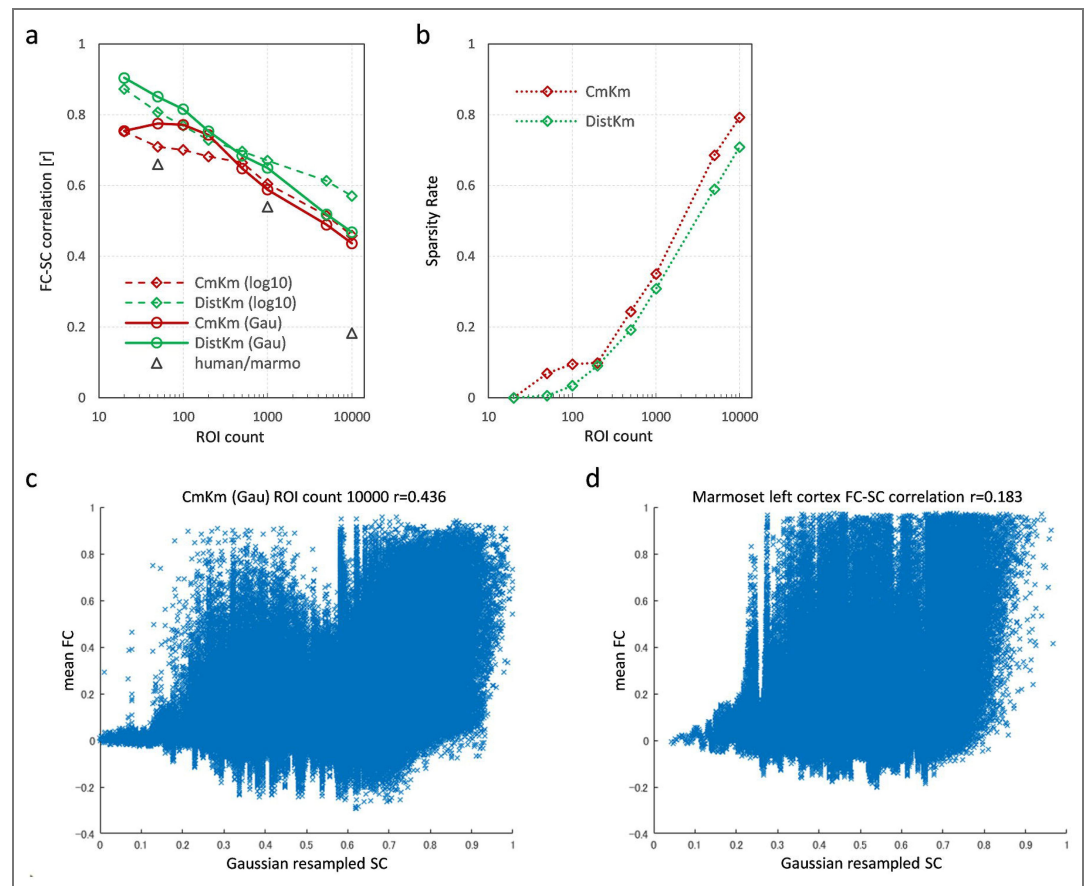 a
1
0.8
0.6
0.4
0.2
0
FC-SC correlation [r]
CmKm (log10)
DistKm (log10)
CmKm (Gau)
DistKm (Gau)
human/marmo
10 100 1000 10000
ROI count
b
1
0.8
0.6
0.4
0.2
0
Sparsity Rate
CmKm
DistKm
10 100 1000 10000
ROI count
c
CmKm (Gau) ROI count 10000 r=0.436
1
0.8
0.6
0.4
0.2
0
−0.2
−0.4
mean FC
0 0.1 0.2 0.3 0.4 0.5 0.6 0.7 0.8 0.9 1
Gaussian resampled SC
d
Marmoset left cortex FC-SC correlation r=0.183
1
0.8
0.6
0.4
0.2
0
−0.2
−0.4
mean FC
0 0.1 0.2 0.3 0.4 0.5 0.6 0.7 0.8 0.9 1
Gaussian resampled SC